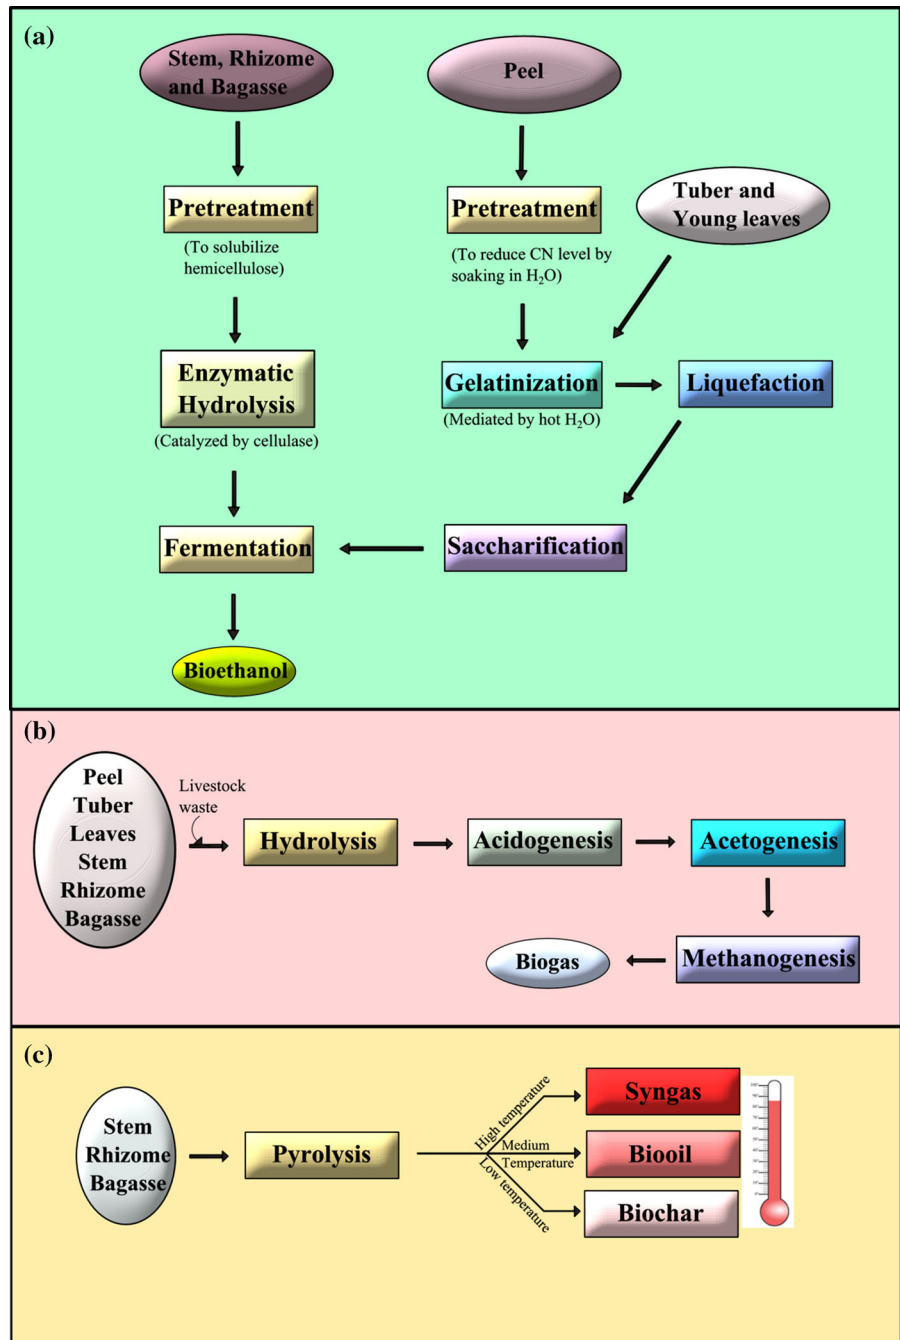 (a)
Stem, Rhizome
and Bagasse
Peel
Pretreatment
(To solubilize
hemicellulose)
Pretreatment
(To reduce CN level by
soaking in H₂O)
Tuber and
Young leaves
Enzymatic
Hydrolysis
(Catalyzed by cellulase)
Gelatinization
(Mediated by hot H₂O)
Liquefaction
Fermentation
Saccharification
Bioethanol
(b)
Peel
Tuber
Leaves
Stem
Rhizome
Bagasse
Livestock
waste
Hydrolysis
Acidogenesis
Acetogenesis
Methanogenesis
Biogas
(c)
Stem
Rhizome
Bagasse
Pyrolysis
High temperature
Medium
Temperature
Low temperature
Syngas
Biooil
Biochar